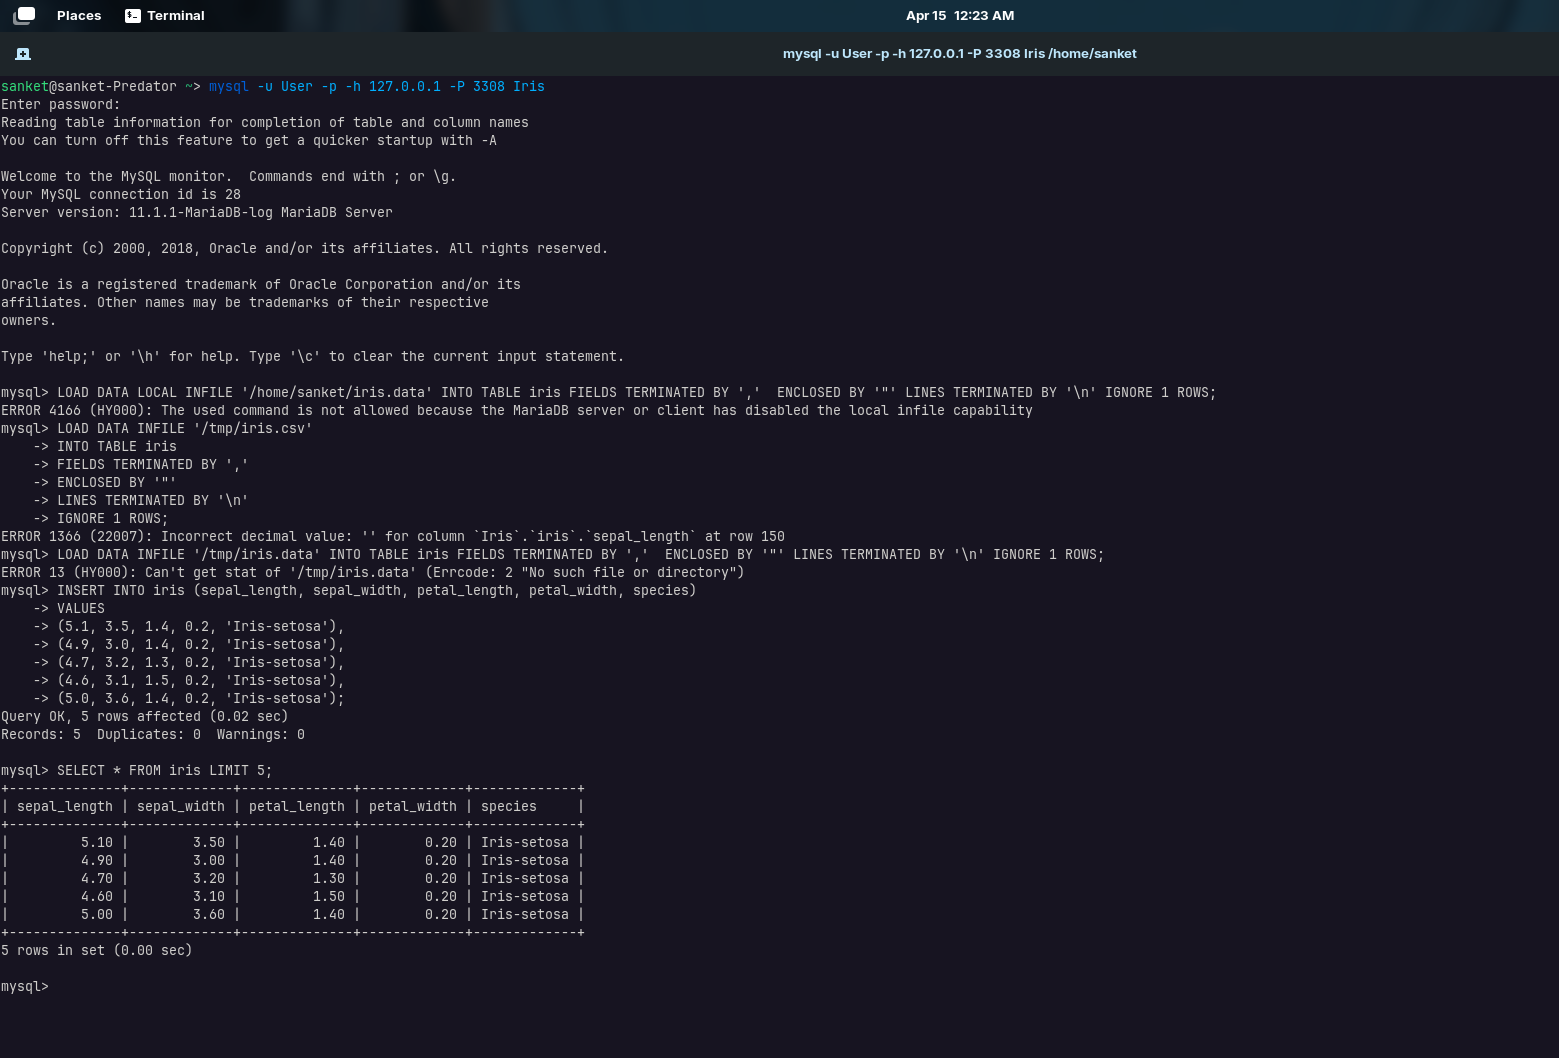 Places Terminal Apr 15 12:23 AM
mysql -u User -p -h 127.0.0.1 -P 3308 Iris /home/sanket
sanket@sanket-Predator ~> mysql -u User -p -h 127.0.0.1 -P 3308 Iris
Enter password:
Reading table information for completion of table and column names
You can turn off this feature to get a quicker startup with -A

Welcome to the MySQL monitor.  Commands end with ; or \g.
Your MySQL connection id is 28
Server version: 11.1.1-MariaDB-log MariaDB Server

Copyright (c) 2000, 2018, Oracle and/or its affiliates. All rights reserved.

Oracle is a registered trademark of Oracle Corporation and/or its
affiliates. Other names may be trademarks of their respective
owners.

Type 'help;' or '\h' for help. Type '\c' to clear the current input statement.

mysql> LOAD DATA LOCAL INFILE '/home/sanket/iris.data' INTO TABLE iris FIELDS TERMINATED BY ','  ENCLOSED BY '"' LINES TERMINATED BY '\n' IGNORE 1 ROWS;
ERROR 4166 (HY000): The used command is not allowed because the MariaDB server or client has disabled the local infile capability
mysql> LOAD DATA INFILE '/tmp/iris.csv'
    -> INTO TABLE iris
    -> FIELDS TERMINATED BY ','
    -> ENCLOSED BY '"'
    -> LINES TERMINATED BY '\n'
    -> IGNORE 1 ROWS;
ERROR 1366 (22007): Incorrect decimal value: '' for column `Iris`.`iris`.`sepal_length` at row 150
mysql> LOAD DATA INFILE '/tmp/iris.data' INTO TABLE iris FIELDS TERMINATED BY ','  ENCLOSED BY '"' LINES TERMINATED BY '\n' IGNORE 1 ROWS;
ERROR 13 (HY000): Can't get stat of '/tmp/iris.data' (Errcode: 2 "No such file or directory")
mysql> INSERT INTO iris (sepal_length, sepal_width, petal_length, petal_width, species)
    -> VALUES
    -> (5.1, 3.5, 1.4, 0.2, 'Iris-setosa'),
    -> (4.9, 3.0, 1.4, 0.2, 'Iris-setosa'),
    -> (4.7, 3.2, 1.3, 0.2, 'Iris-setosa'),
    -> (4.6, 3.1, 1.5, 0.2, 'Iris-setosa'),
    -> (5.0, 3.6, 1.4, 0.2, 'Iris-setosa');
Query OK, 5 rows affected (0.02 sec)
Records: 5  Duplicates: 0  Warnings: 0

mysql> SELECT * FROM iris LIMIT 5;
+--------------+-------------+--------------+-------------+-------------+
| sepal_length | sepal_width | petal_length | petal_width | species     |
+--------------+-------------+--------------+-------------+-------------+
|         5.10 |        3.50 |         1.40 |        0.20 | Iris-setosa |
|         4.90 |        3.00 |         1.40 |        0.20 | Iris-setosa |
|         4.70 |        3.20 |         1.30 |        0.20 | Iris-setosa |
|         4.60 |        3.10 |         1.50 |        0.20 | Iris-setosa |
|         5.00 |        3.60 |         1.40 |        0.20 | Iris-setosa |
+--------------+-------------+--------------+-------------+-------------+
5 rows in set (0.00 sec)

mysql>